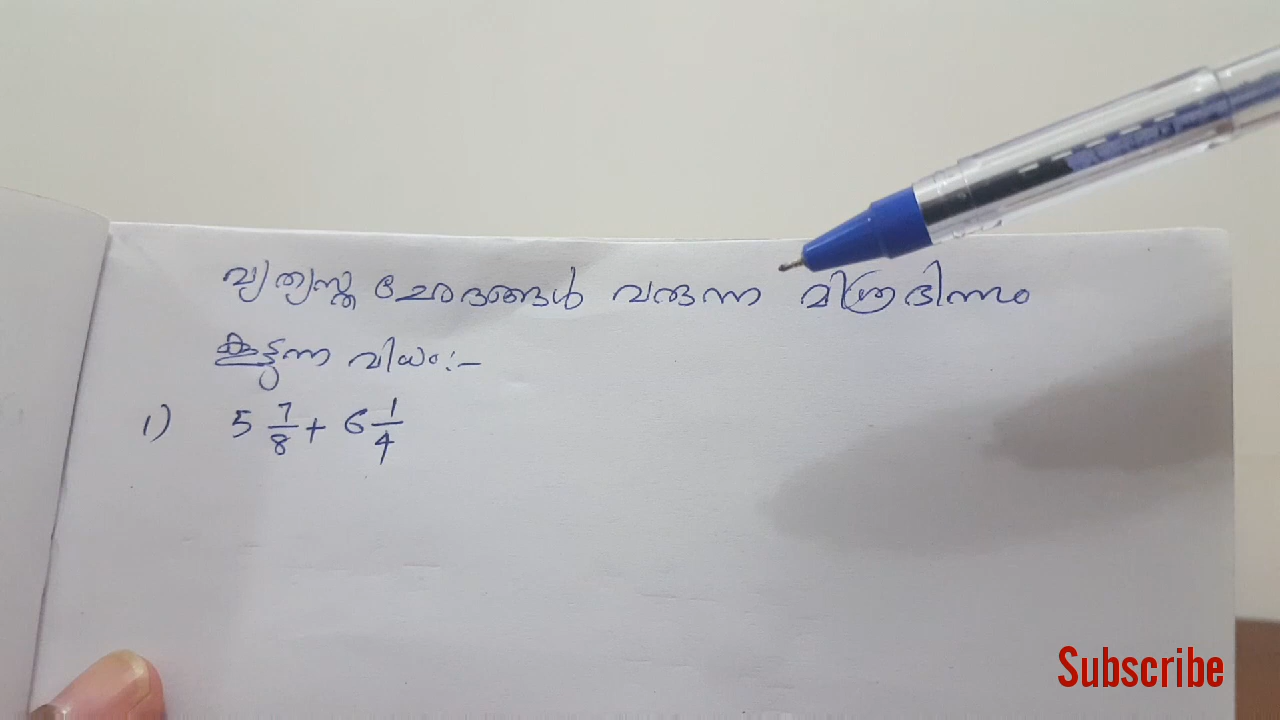 വ്യത്യസ്ത ഛേദങ്ങൾ വരുന്ന മിശ്രഭിന്നം
കൂട്ടുന്ന വിധം:-
1) 5 7/8 + 6 1/4
Subscribe